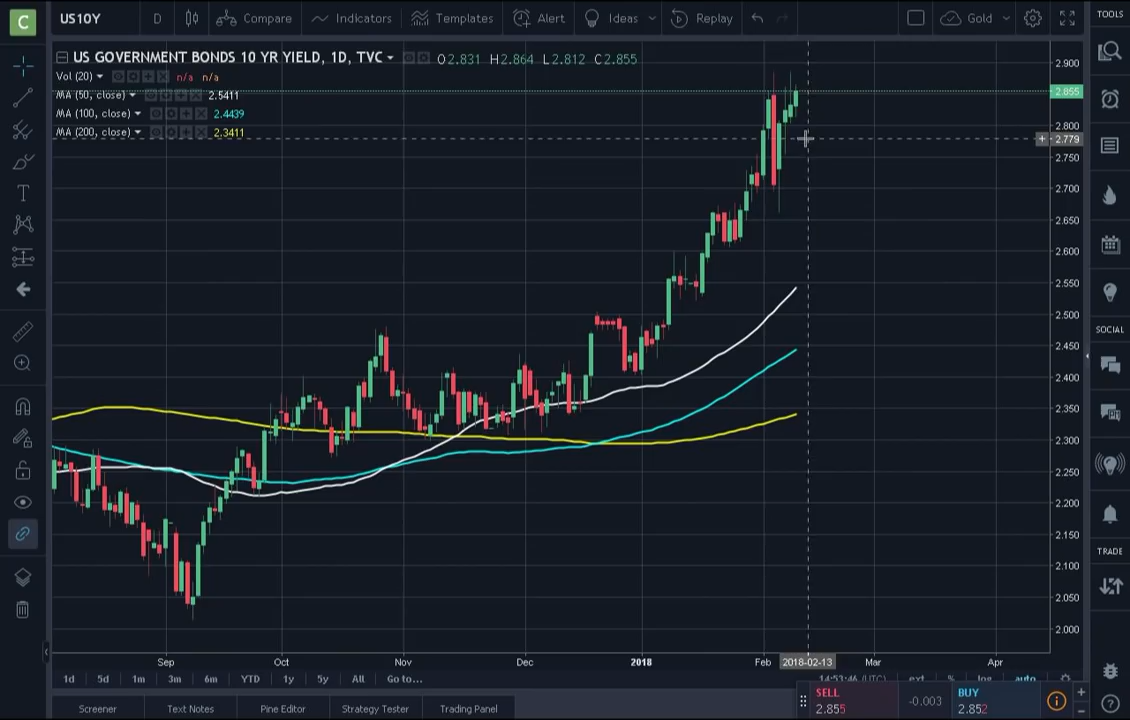 C US10Y D Compare Indicators Templates Alert Ideas Replay Gold TOOLS
US GOVERNMENT BONDS 10 YR YIELD, 1D, TVC O2.831 H2.864 L2.812 C2.855
Vol (20) n/a n/a
MA (50, close) 2.5411
MA (100, close) 2.4439
MA (200, close) 2.3411
2.900
2.855
2.800
+ 2.779
2.750
2.700
2.650
2.600
2.550
2.500
2.450
2.400
2.350
2.300
2.250
2.200
2.150
2.100
2.050
2.000
SOCIAL
TRADE
Sep Oct Nov Dec 2018 Feb 2018-02-13 Mar Apr
1d 5d 1m 3m 6m YTD 1y 5y All Go to... 14:53:46 (UTC) ext % log auto
Screener Text Notes Pine Editor Strategy Tester Trading Panel
SELL 2.855 -0.003 BUY 2.852